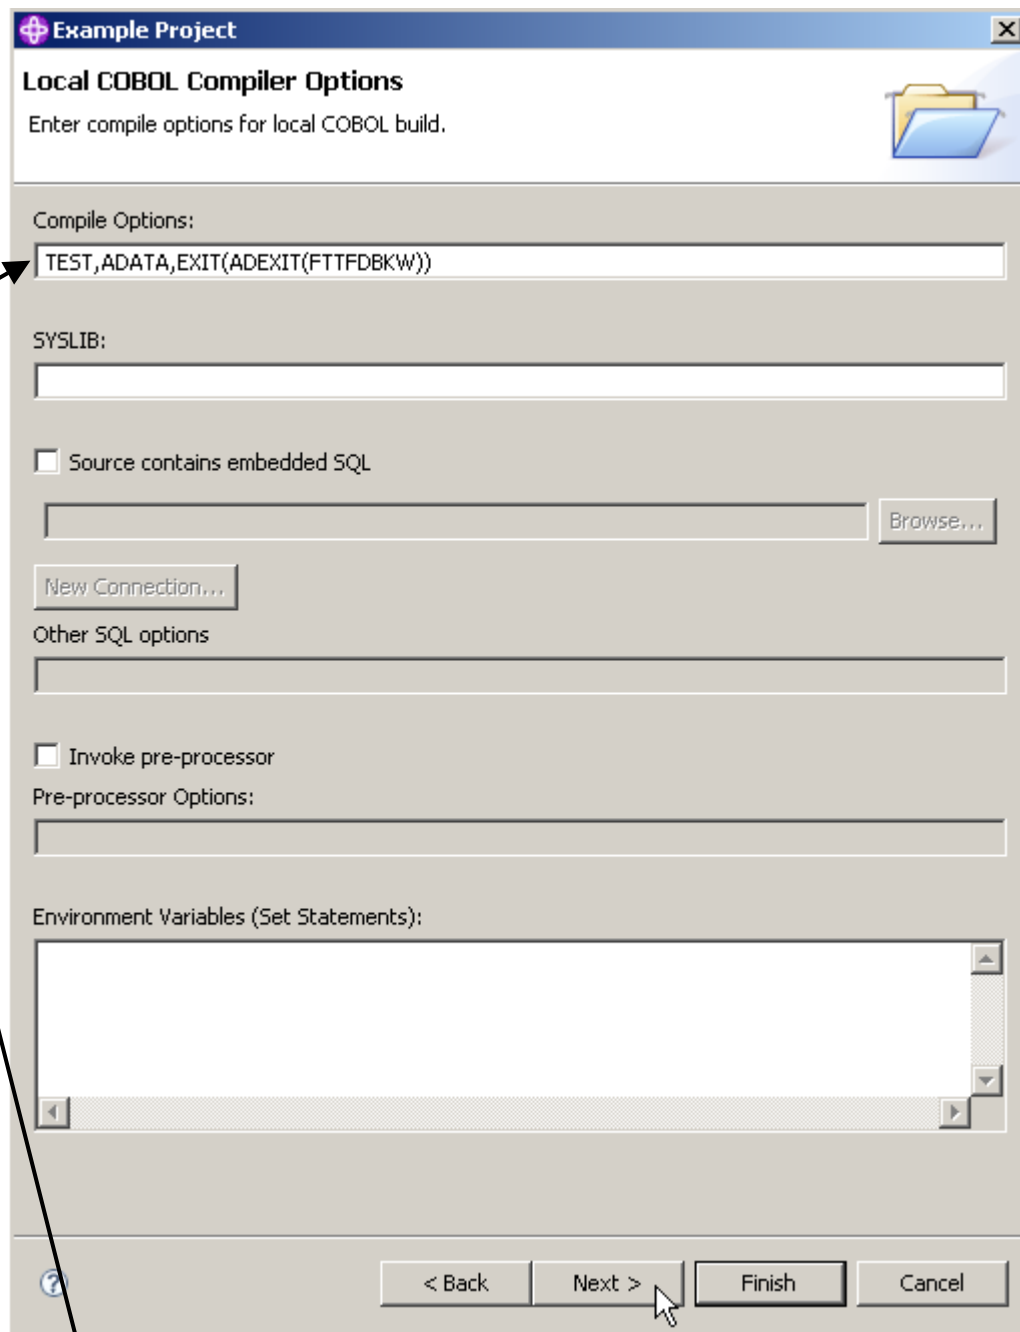 Example Project
Local COBOL Compiler Options
Enter compile options for local COBOL build.
Compile Options:
TEST,ADATA,EXIT(ADEXIT(FTTFDBKW))
SYSLIB:
Source contains embedded SQL
Browse...
New Connection...
Other SQL options
Invoke pre-processor
Pre-processor Options:
Environment Variables (Set Statements):
< Back Next > Finish Cancel